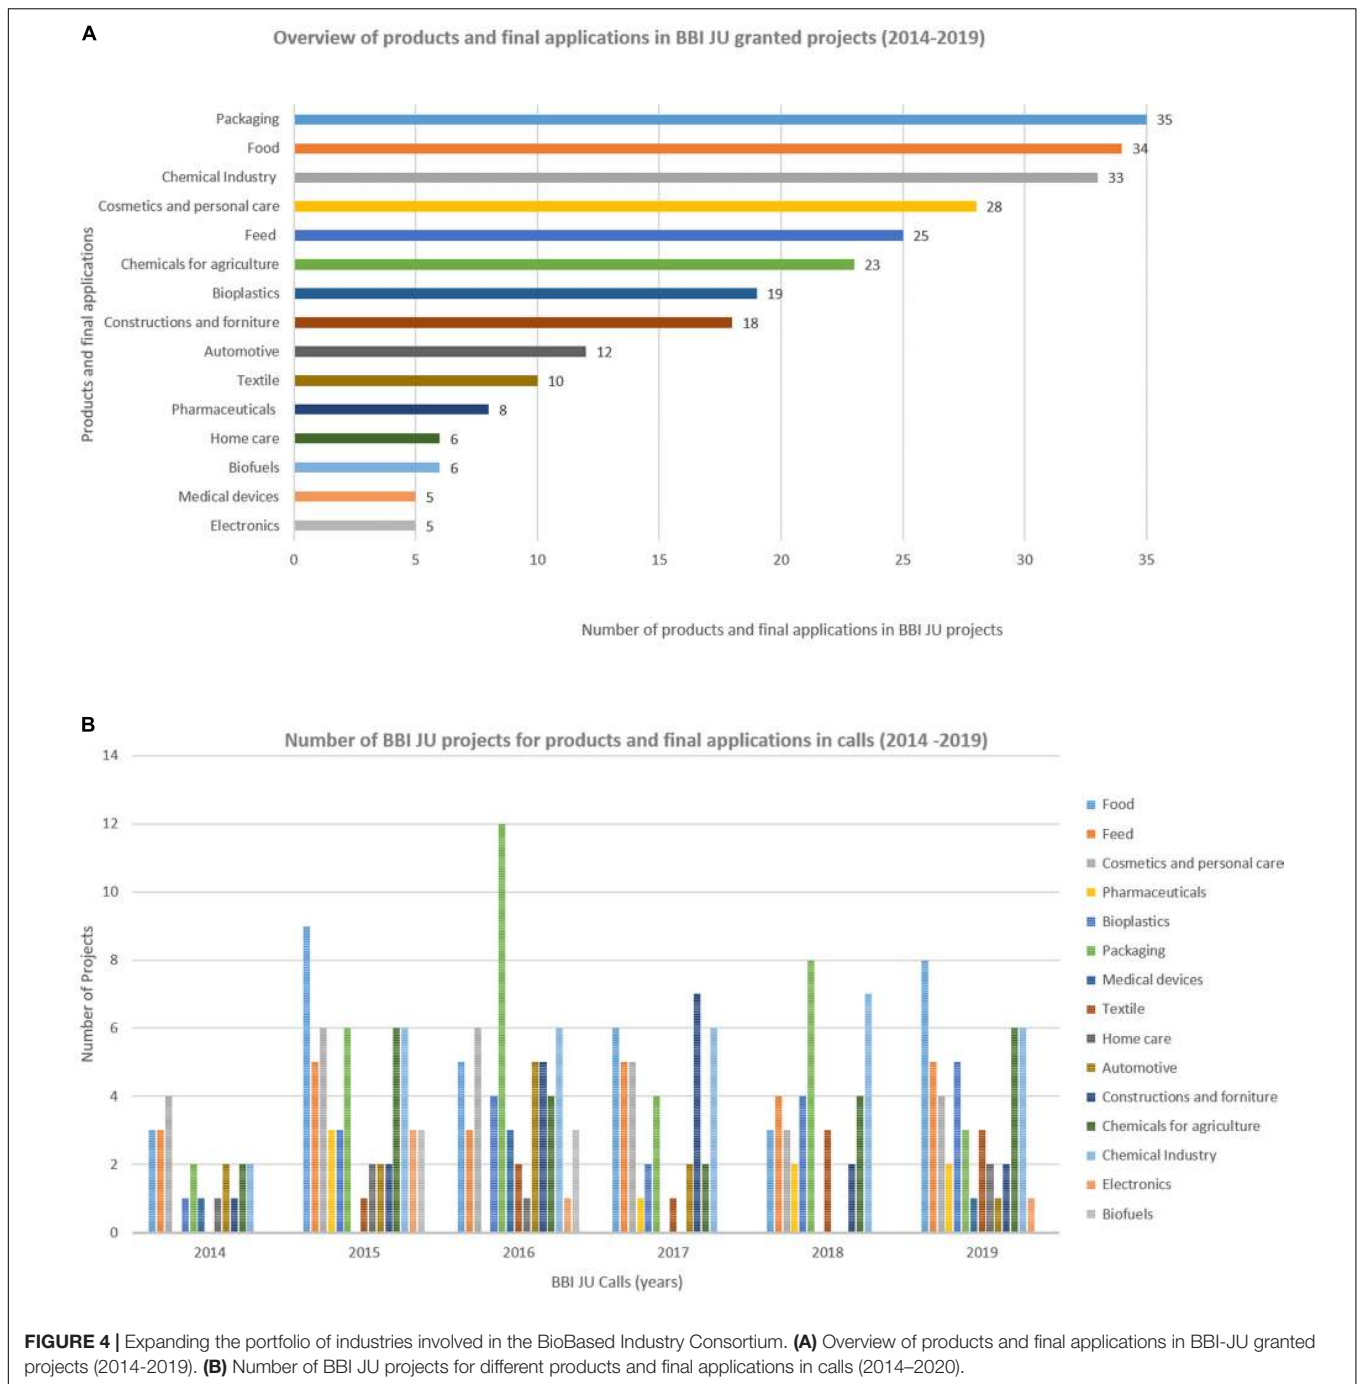 A
Overview of products and final applications in BBI JU granted projects (2014-2019)
Products and final applications
Packaging 35
Food 34
Chemical Industry 33
Cosmetics and personal care 28
Feed 25
Chemicals for agriculture 23
Bioplastics 19
Constructions and forniture 18
Automotive 12
Textile 10
Pharmaceuticals 8
Home care 6
Biofuels 6
Medical devices 5
Electronics 5
0 5 10 15 20 25 30 35
Number of products and final applications in BBI JU projects
B
Number of BBI JU projects for products and final applications in calls (2014 -2019)
Number of Projects
14
12
10
8
6
4
2
0
2014 2015 2016 2017 2018 2019
BBI JU Calls (years)
Food
Feed
Cosmetics and personal care
Pharmaceuticals
Bioplastics
Packaging
Medical devices
Textile
Home care
Automotive
Constructions and forniture
Chemicals for agriculture
Chemical Industry
Electronics
Biofuels
FIGURE 4 | Expanding the portfolio of industries involved in the BioBased Industry Consortium. (A) Overview of products and final applications in BBI-JU granted
projects (2014-2019). (B) Number of BBI JU projects for different products and final applications in calls (2014–2020).